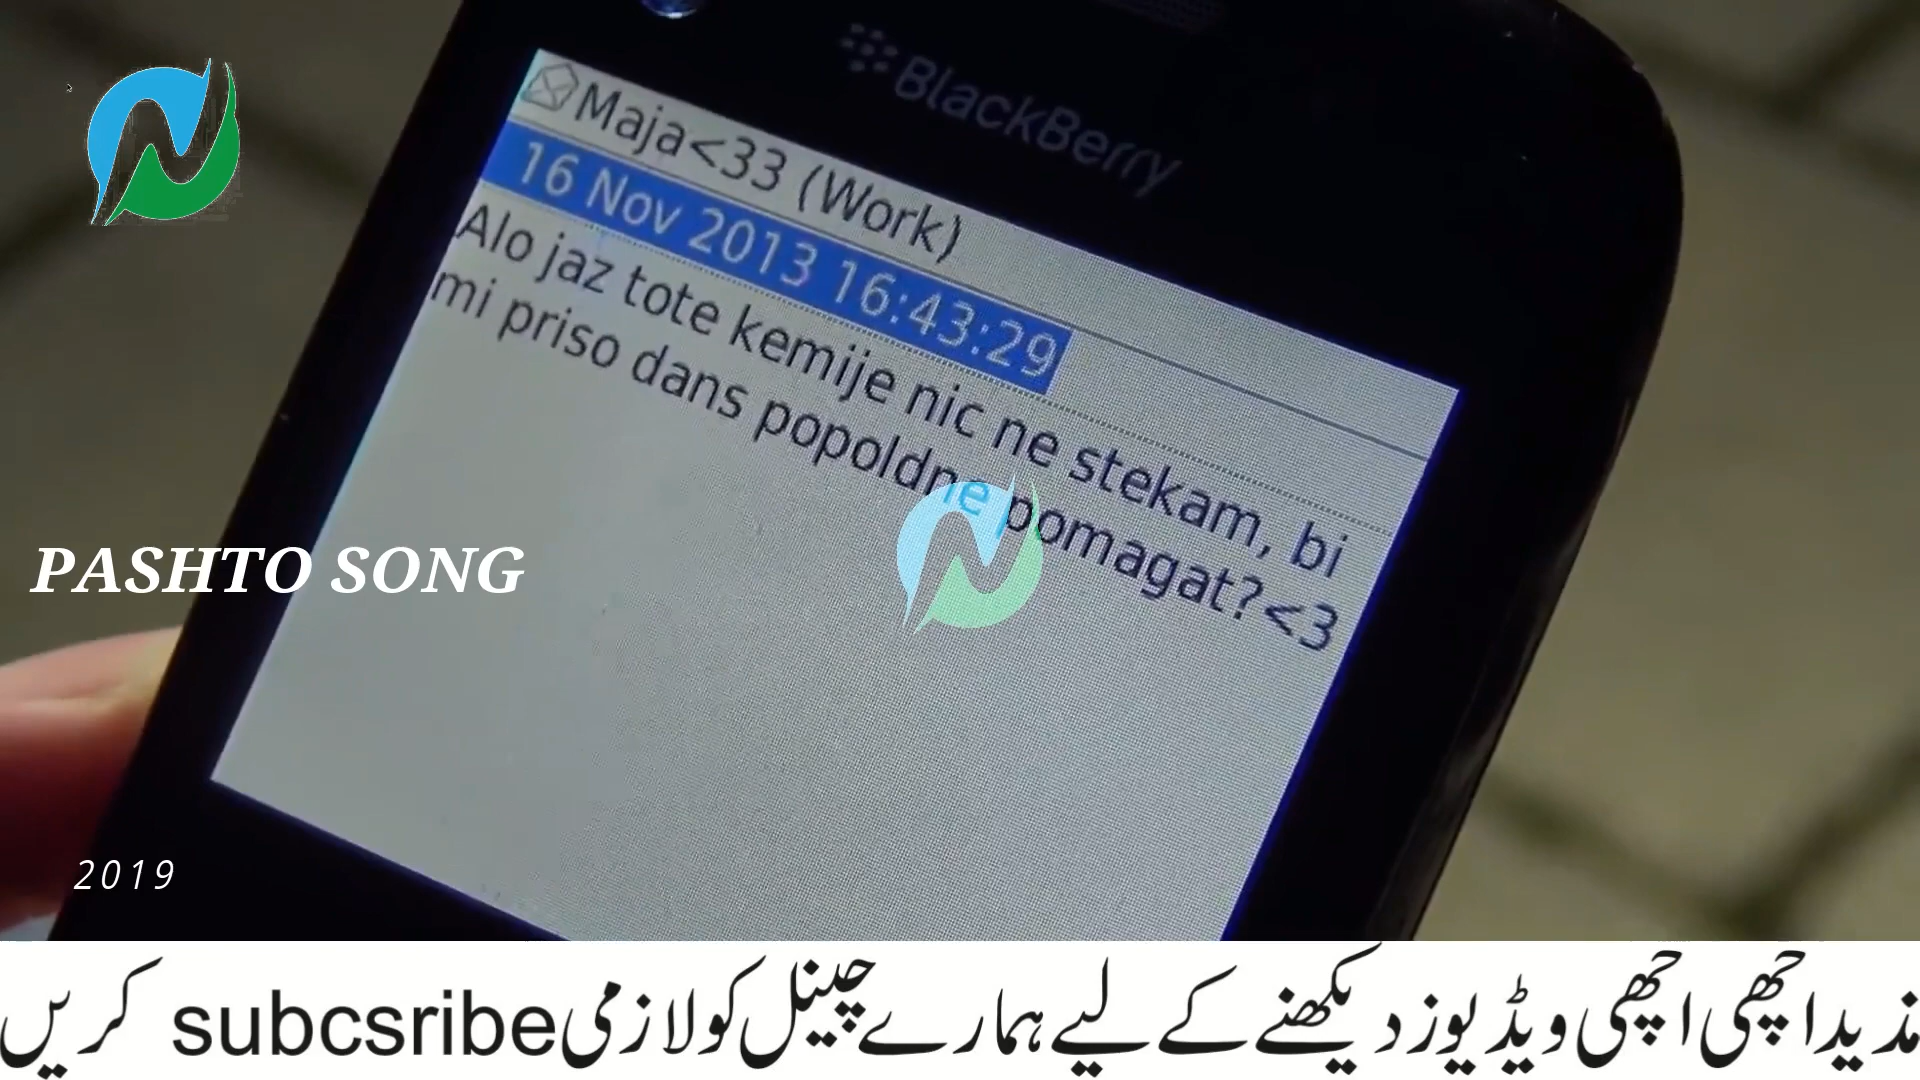 BlackBerry
Maja<33 (Work)
16 Nov 2013 16:43:29
Alo jaz tote kemije nic ne stekam, bi
mi priso dans popoldne pomagat?<3
PASHTO SONG
2019
مذیداچھی اچھی ویڈیوز دیکھنے کے لیے ہمارے چینل کو لازمی subcsribe کریں